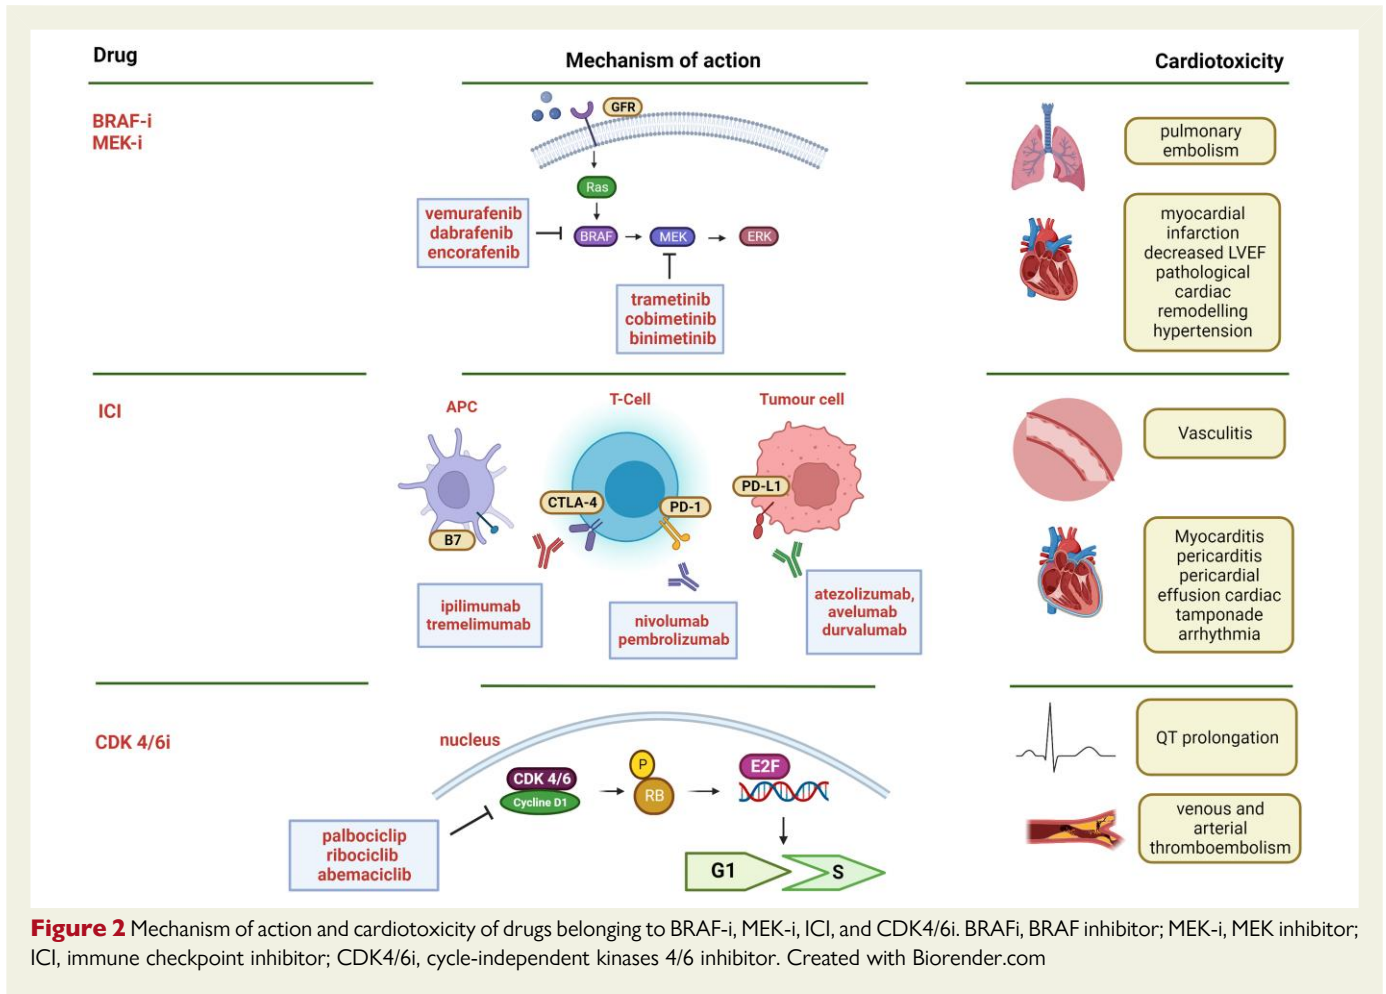 Drug
Mechanism of action
Cardiotoxicity
BRAF-i
MEK-i
GFR
Ras
vemurafenib
dabrafenib
encorafenib
BRAF
MEK
ERK
trametinib
cobimetinib
binimetinib
pulmonary
embolism
myocardial
infarction
decreased LVEF
pathological
cardiac
remodelling
hypertension
ICI
APC
T-Cell
Tumour cell
CTLA-4
PD-1
PD-L1
B7
ipilimumab
tremelimumab
nivolumab
pembrolizumab
atezolizumab,
avelumab
durvalumab
Vasculitis
Myocarditis
pericarditis
pericardial
effusion cardiac
tamponade
arrhythmia
CDK 4/6i
nucleus
CDK 4/6
Cycline D1
P
RB
E2F
palbociclip
ribociclib
abemaciclib
G1
S
QT prolongation
venous and
arterial
thromboembolism
Figure 2 Mechanism of action and cardiotoxicity of drugs belonging to BRAF-i, MEK-i, ICI, and CDK4/6i. BRAFi, BRAF inhibitor; MEK-i, MEK inhibitor;
ICI, immune checkpoint inhibitor; CDK4/6i, cycle-independent kinases 4/6 inhibitor. Created with Biorender.com